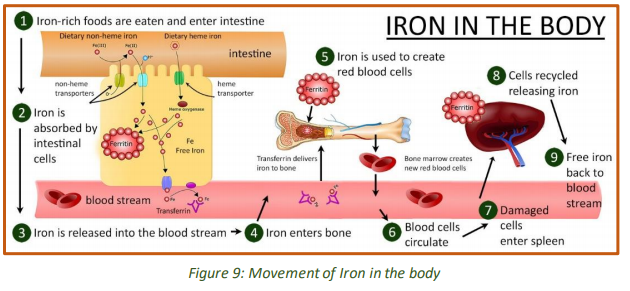 IRON IN THE BODY
1 Iron-rich foods are eaten and enter intestine
Dietary non-heme iron
Dietary heme iron
Fe(III)
Fe(II)
intestine
non-heme
transporters
heme
transporter
Heme oxygenase
2 Iron is
absorbed by
intestinal
cells
Ferritin
Fe
Free Iron
blood stream
Fe
Transferrin
3 Iron is released into the blood stream
4 Iron enters bone
5 Iron is used to create
red blood cells
Ferritin
Transferrin delivers
iron to bone
Bone marrow creates
new red blood cells
6 Blood cells
circulate
7 Damaged
cells
enter spleen
8 Cells recycled
releasing iron
Ferritin
9 Free iron
back to
blood
stream
Figure 9: Movement of Iron in the body